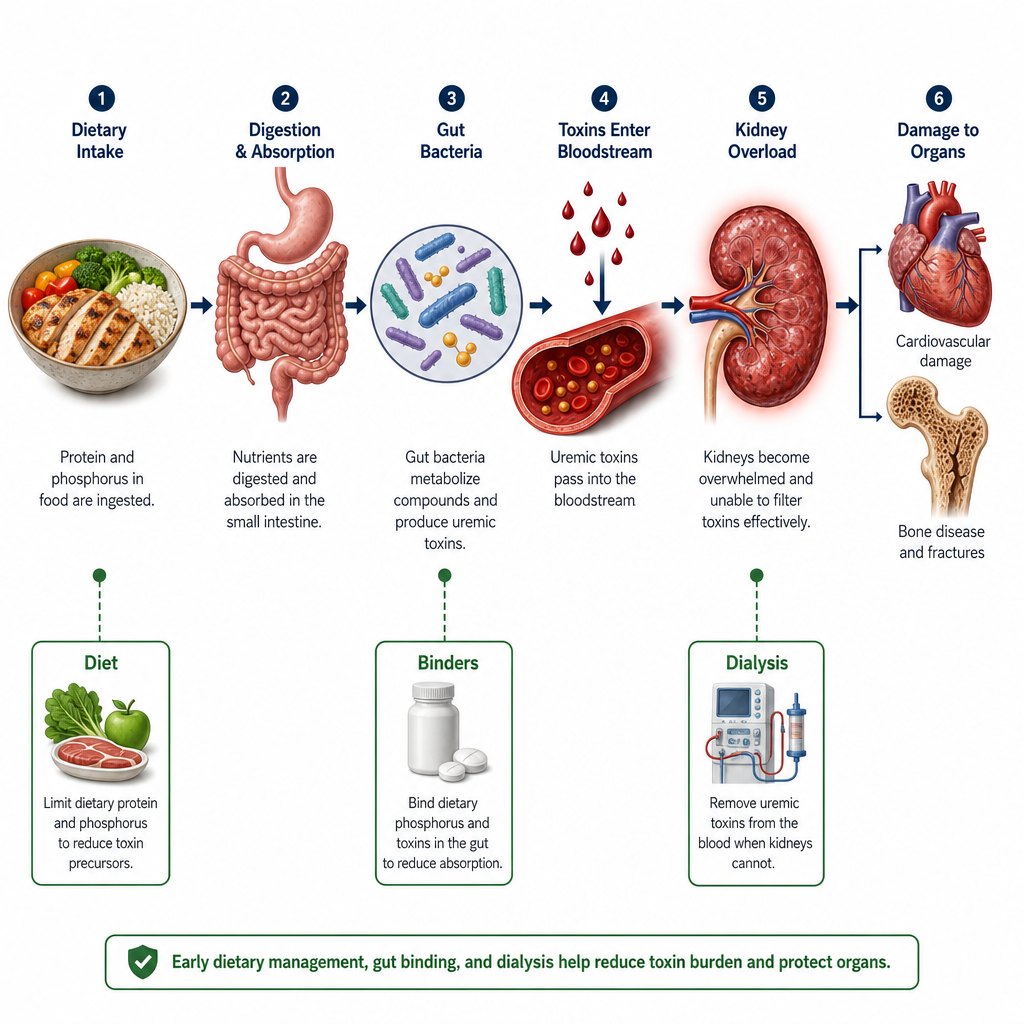 1
Dietary
Intake
2
Digestion
& Absorption
3
Gut
Bacteria
4
Toxins Enter
Bloodstream
5
Kidney
Overload
6
Damage to
Organs
Cardiovascular
damage
Bone disease
and fractures
Protein and
phosphorus in
food are ingested.
Nutrients are
digested and
absorbed in the
small intestine.
Gut bacteria
metabolize
compounds and
produce uremic
toxins.
Uremic toxins
pass into the
bloodstream
Kidneys become
overwhelmed and
unable to filter
toxins effectively.
Diet
Limit dietary protein
and phosphorus
to reduce toxin
precursors.
Binders
Bind dietary
phosphorus and
toxins in the gut
to reduce absorption.
Dialysis
Remove uremic
toxins from the
blood when kidneys
cannot.
Early dietary management, gut binding, and dialysis help reduce toxin burden and protect organs.